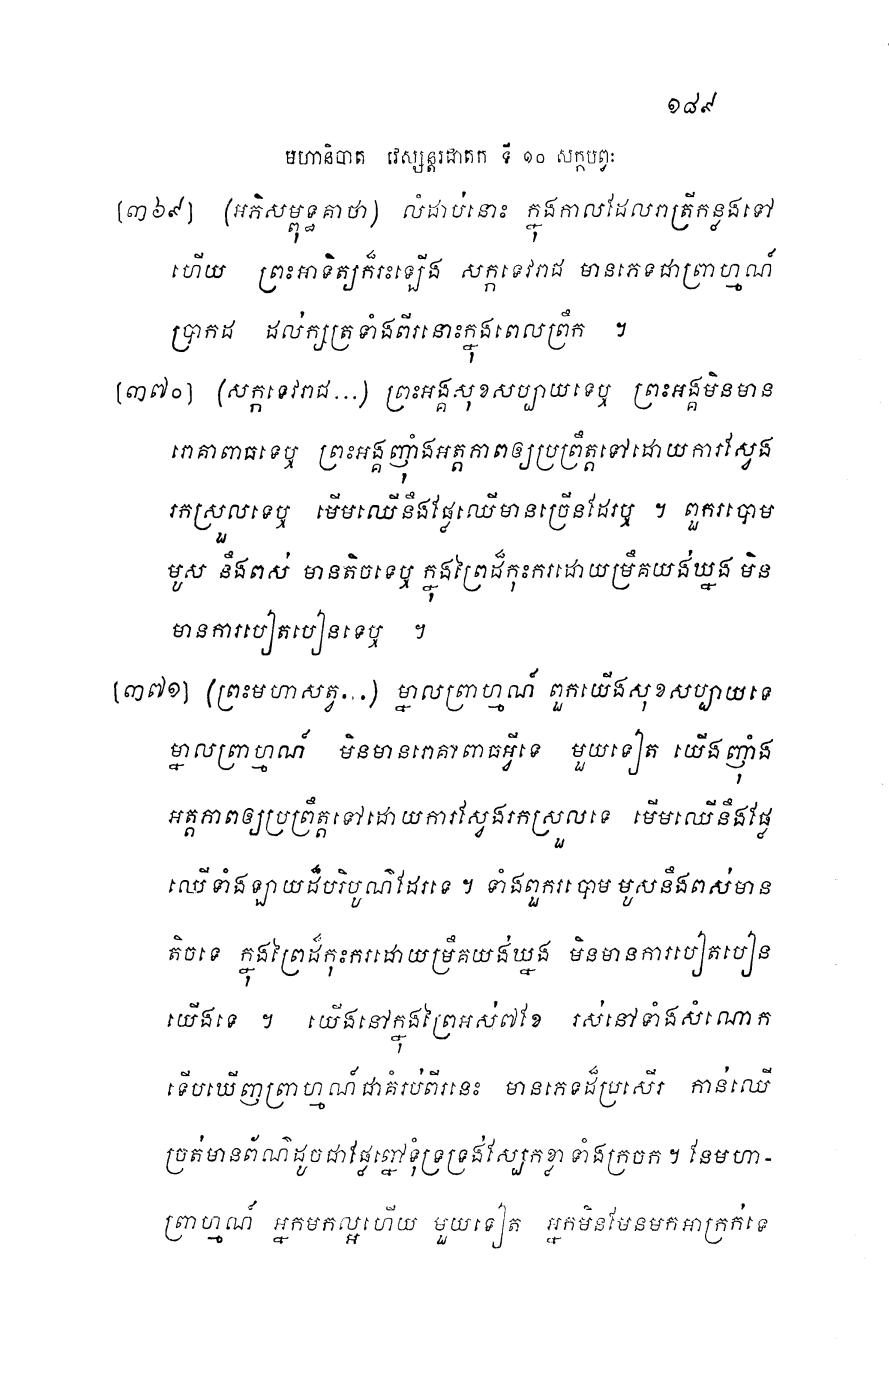 ១៨៩
មហានិបាត វេស្សន្តរជាតក ទី ១០ សក្កបព្វៈ
[៣៦៩] (អភិសម្ពុទ្ធគាថា) លំដាប់នោះ ក្នុងកាលដែលរាត្រីកន្លងទៅ
ហើយ ព្រះអាទិត្យក៏រះឡើង សក្កទេវរាជ មានភេទជាព្រាហ្មណ៍
ប្រាកដ ដល់ក្សត្រទាំងពីរនោះក្នុងពេលព្រឹក ។
[៣៧០] (សក្កទេវរាជ...) ព្រះអង្គសុខសប្បាយទេឬ ព្រះអង្គមិនមាន
រោគាពាធទេឬ ព្រះអង្គញ៉ាំងអត្តភាពឲ្យប្រព្រឹត្តទៅដោយការស្វែង
រកស្រួលទេឬ មើមឈើនឹងផ្លែឈើមានច្រើនដែរឬ ។ ពួករបោម
មូស នឹងពស់ មានតិចទេឬ ក្នុងព្រៃដ៏កុះករដោយម្រឹគយង់ឃ្នង មិន
មានការបៀតបៀនទេឬ ។
[៣៧១] (ព្រះមហាសត្វ...) ម្នាលព្រាហ្មណ៍ ពួកយើងសុខសប្បាយទេ
ម្នាលព្រាហ្មណ៍ មិនមានរោគាពាធអ្វីទេ មួយទៀត យើងញ៉ាំង
អត្តភាពឲ្យប្រព្រឹត្តទៅដោយការស្វែងរកស្រួលទេ មើមឈើនឹងផ្លែ
ឈើទាំងឡាយដ៏បរិបូណ៌ដែរទេ ។ ទាំងពួករបោម មូសនឹងពស់មាន
តិចទេ ក្នុងព្រៃដ៏កុះករដោយម្រឹគយង់ឃ្នង មិនមានការបៀតបៀន
យើងទេ ។ យើងនៅក្នុងព្រៃអស់៧ខែ រស់នៅទាំងសំណោក
ទើបឃើញព្រាហ្មណ៍ជាគំរប់ពីរនេះ មានភេទដ៏ប្រសើរ កាន់ឈើ
ច្រត់មានព័ណ៌ដូចជាផ្លែព្នៅទុំទ្រទ្រង់ស្បែកខ្លា ទាំងក្រចក ។ នែមហា-
ព្រាហ្មណ៍ អ្នកមកល្អហើយ មួយទៀត អ្នកមិនមែនមកអាក្រក់ទេ